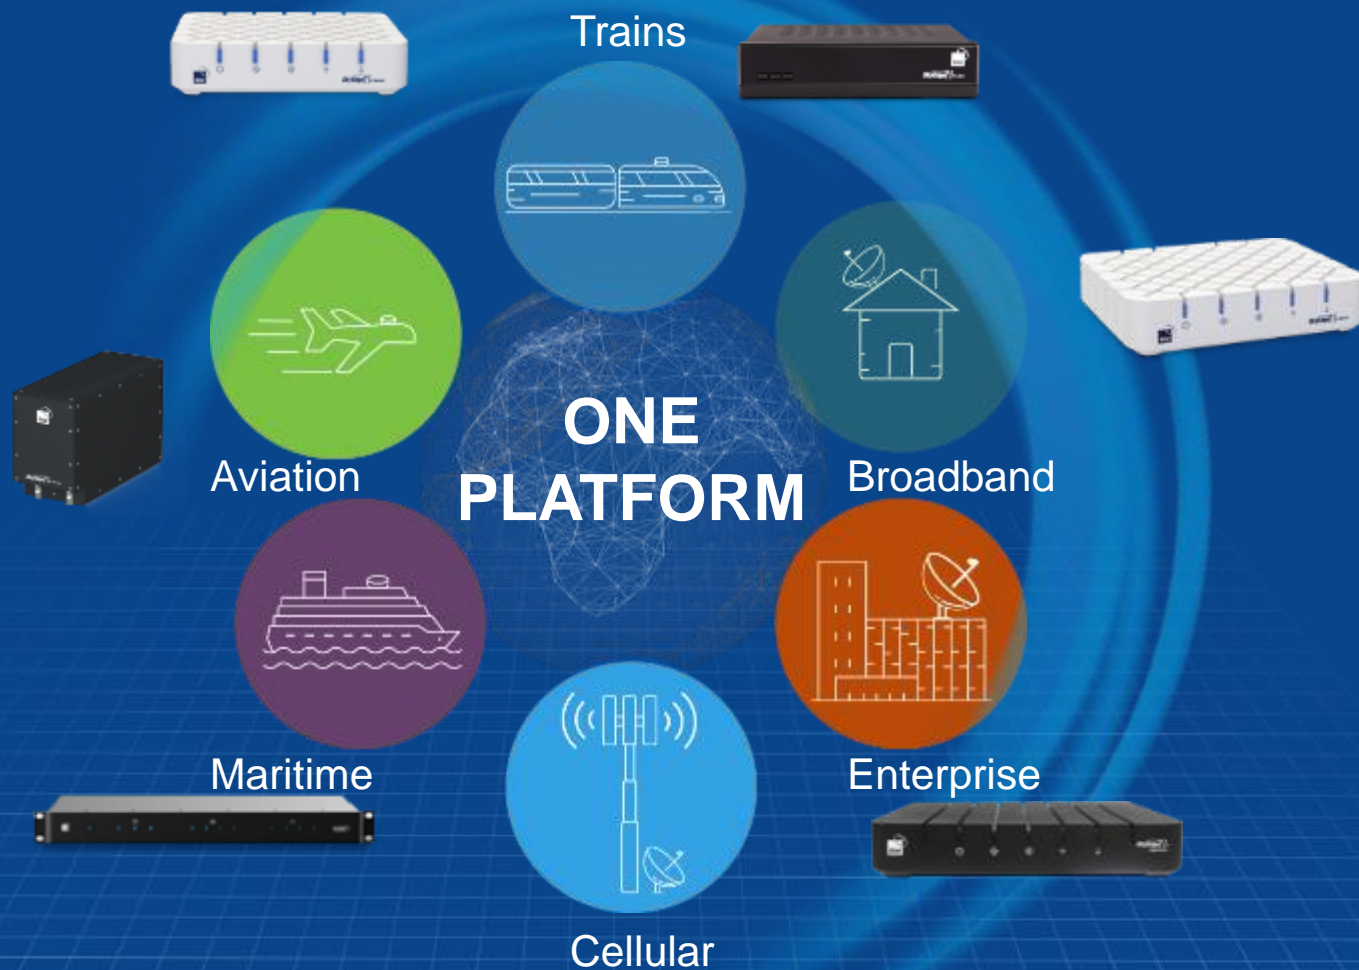 Trains
ONE
PLATFORM
Aviation
Broadband
Maritime
Enterprise
Cellular